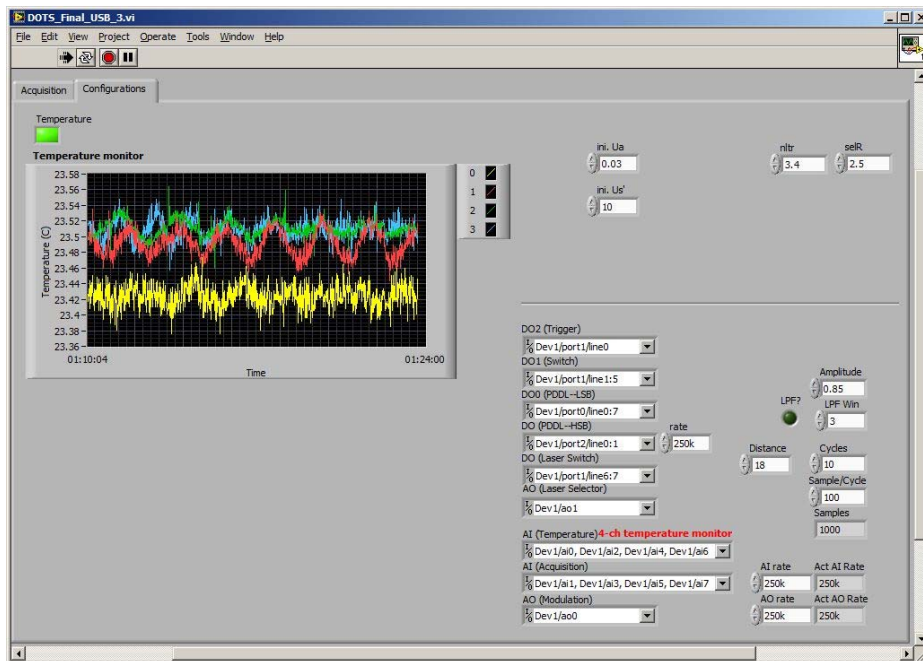 DOTS_Final_USB_3.vi
File Edit View Project Operate Tools Window Help
Acquisition Configurations
Temperature
Temperature monitor
23.58
23.56
23.54
23.52
23.5
23.48
23.46
23.44
23.42
23.4
23.38
23.36
Temperature (C)
01:10:04 01:24:00
Time
0
1
2
3
ini. Ua
0.03
ini. Us'
10
nltr
3.4
selR
2.5
DO2 (Trigger)
Dev1/port1/line0
DO1 (Switch)
Dev1/port1/line1:5
DO0 (PDDL--LSB)
Dev1/port0/line0:7
DO (PDDL--HSB)
Dev1/port2/line0:1
rate
250k
DO (Laser Switch)
Dev1/port1/line6:7
AO (Laser Selector)
Dev1/ao1
AI (Temperature) 4-ch temperature monitor
Dev1/ai0, Dev1/ai2, Dev1/ai4, Dev1/ai6
AI (Acquisition)
Dev1/ai1, Dev1/ai3, Dev1/ai5, Dev1/ai7
AO (Modulation)
Dev1/ao0
Amplitude
0.85
LPF?
LPF Win
3
Distance
18
Cycles
10
Sample/Cycle
100
Samples
1000
AI rate Act AI Rate
250k 250k
AO rate Act AO Rate
250k 250k